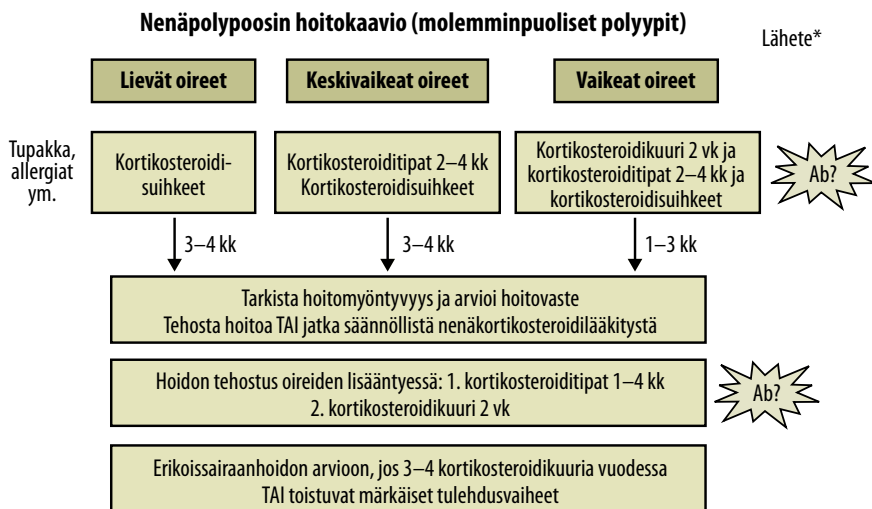 Nenäpolypoosin hoitokaavio (molemminpuoliset polyypit)
Lähete*
Lievät oireet
Keskivaikeat oireet
Vaikeat oireet
Tupakka,
allergiat
ym.
Kortikosteroidi-
suihkeet
Kortikosteroiditipat 2–4 kk
Kortikosteroidisuihkeet
Kortikosteroidikuuri 2 vk ja
kortikosteroiditipat 2–4 kk ja
kortikosteroidisuihkeet
Ab?
3–4 kk
3–4 kk
1–3 kk
Tarkista hoitomyöntyvyys ja arvioi hoitovaste
Tehosta hoitoa TAI jatka säännöllistä nenäkortikosteroidilääkitystä
Hoidon tehostus oireiden lisääntyessä: 1. kortikosteroiditipat 1–4 kk
2. kortikosteroidikuuri 2 vk
Ab?
Erikoissairaanhoidon arvioon, jos 3–4 kortikosteroidikuuria vuodessa
TAI toistuvat märkäiset tulehdusvaiheet